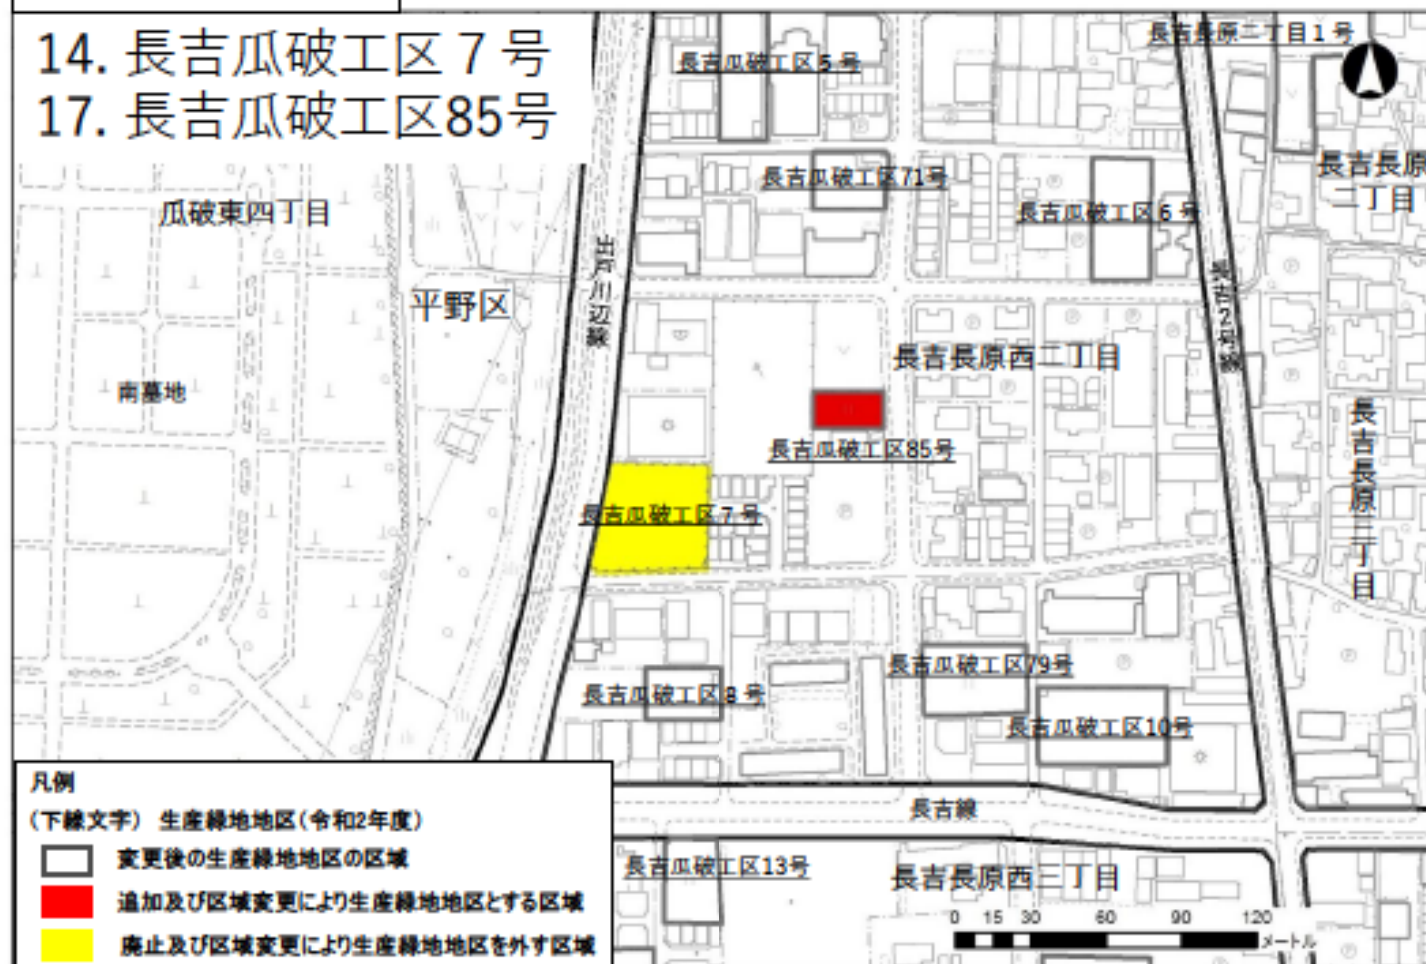 14. 長吉瓜破工区７号
17. 長吉瓜破工区85号
長吉瓜破工区５号
長吉長原二丁目１号
長吉長原
二丁目
長吉瓜破工区71号
長吉瓜破工区６号
瓜破東四丁目
平野区
長吉長原西二丁目
南墓地
長吉瓜破工区85号
長吉長原三丁目
長吉瓜破工区７号
長吉瓜破工区79号
長吉瓜破工区８号
長吉瓜破工区10号
長吉線
長吉瓜破工区13号
長吉長原西三丁目
0 15 30 60 90 120
メートル
凡例
（下線文字） 生産緑地地区（令和2年度）
変更後の生産緑地地区の区域
追加及び区域変更により生産緑地地区とする区域
廃止及び区域変更により生産緑地地区を外す区域